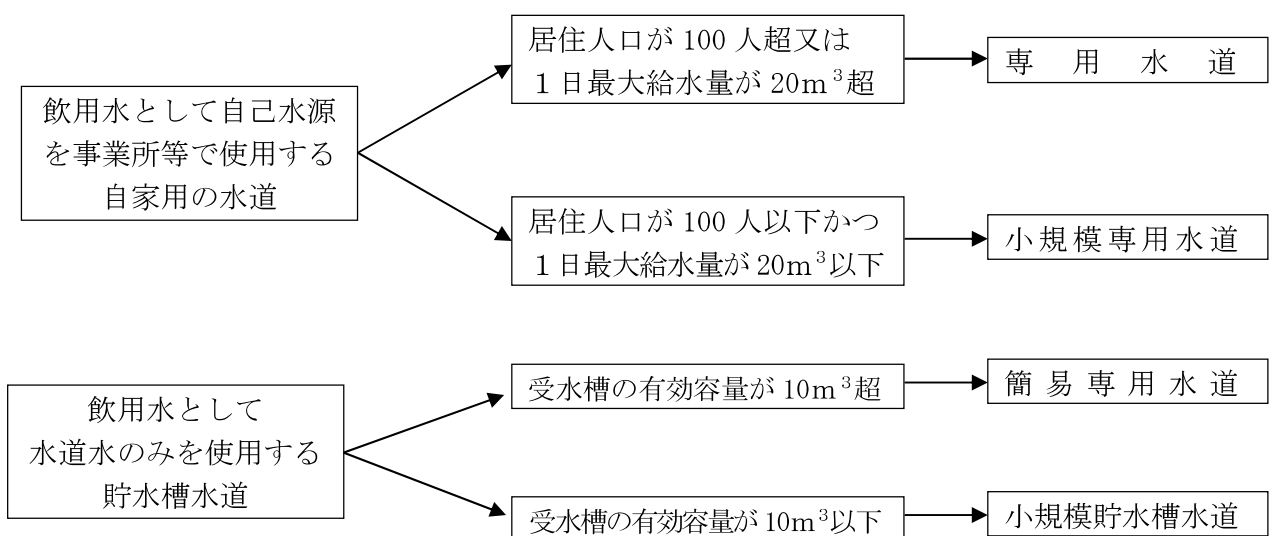 飲用水として自己水源
を事業所等で使用する
自家用の水道
居住人口が 100 人超又は
１日最大給水量が 20m³超
専用水道
居住人口が 100 人以下かつ
１日最大給水量が 20m³以下
小規模専用水道
飲用水として
水道水のみを使用する
貯水槽水道
受水槽の有効容量が 10m³超
簡易専用水道
受水槽の有効容量が 10m³以下
小規模貯水槽水道